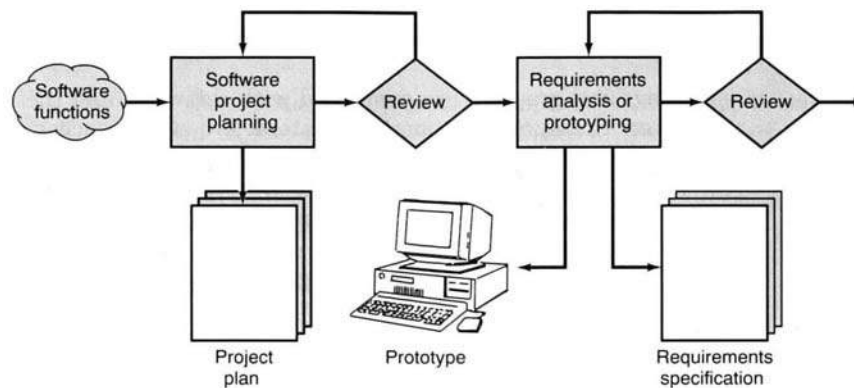 Software
functions
Software
project
planning
Review
Requirements
analysis or
protoyping
Review
Project
plan
Prototype
Requirements
specification